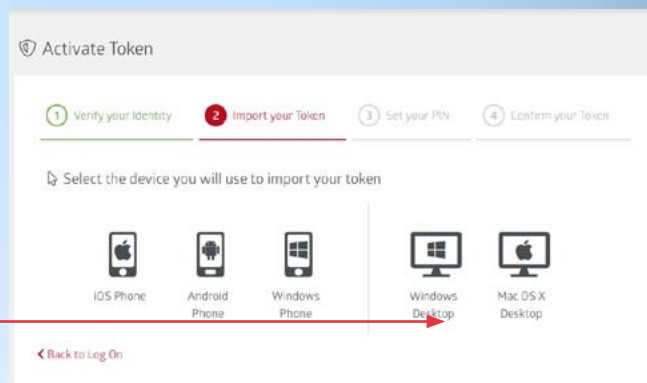 Activate Token
1 Verify your Identity 2 Import your Token 3 Set your PIN 4 Confirm your Token
Select the device you will use to import your token
iOS Phone Android Phone Windows Phone Windows Desktop Mac OS X Desktop
Back to Log On